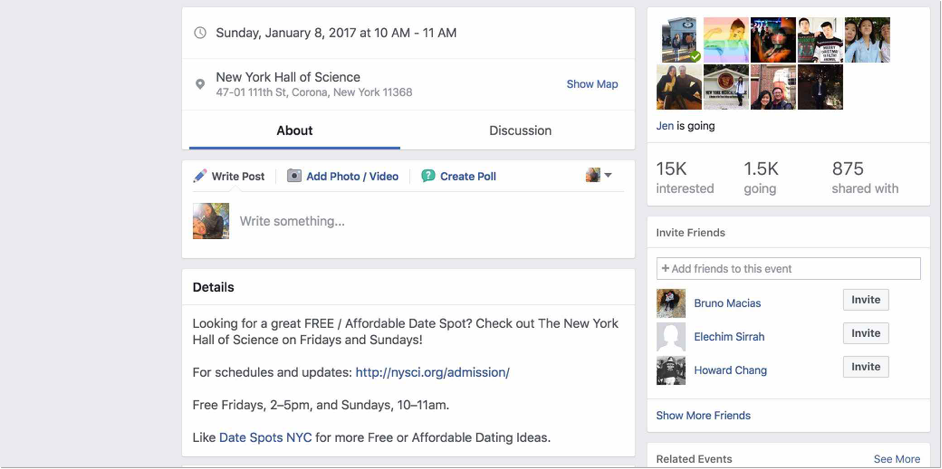 Sunday, January 8, 2017 at 10 AM - 11 AM
New York Hall of Science
47-01 111th St, Corona, New York 11368
Show Map
About
Discussion
Write Post
Add Photo / Video
Create Poll
Write something...
Details
Looking for a great FREE / Affordable Date Spot? Check out The New York
Hall of Science on Fridays and Sundays!
For schedules and updates: http://nysci.org/admission/
Free Fridays, 2–5pm, and Sundays, 10–11am.
Like Date Spots NYC for more Free or Affordable Dating Ideas.
Jen is going
15K
interested
1.5K
going
875
shared with
Invite Friends
+ Add friends to this event
Bruno Macias
Invite
Elechim Sirrah
Invite
Howard Chang
Invite
Show More Friends
Related Events
See More